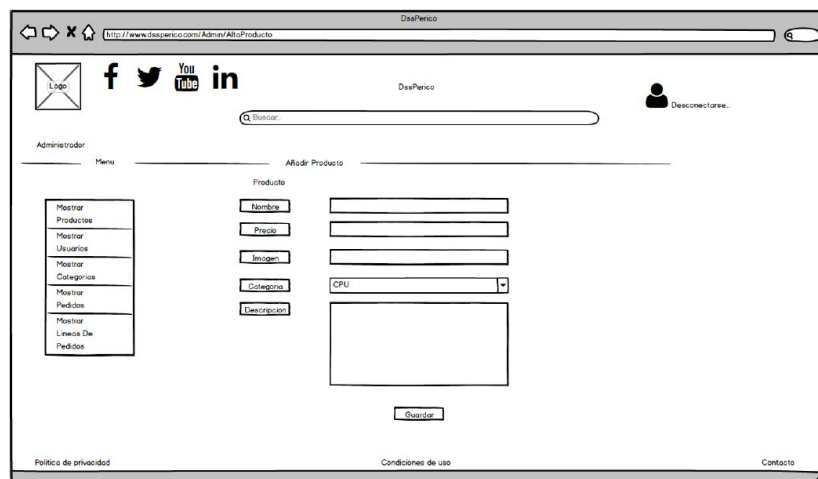 DssPerico
http://www.dssperico.com/Admin/AltaProducto
Logo
You
Tube
in
DssPerico
Desconectarse..
Buscar..
Administrador
Menu
Añadir Producto
Producto
Mostrar
Productos
Mostrar
Usuarios
Mostrar
Categorias
Mostrar
Pedidos
Mostrar
Lineas De
Pedidos
Nombre
Precio
Imagen
Categoria
CPU
Descripcion
Guardar
Politica de privacidad
Condiciones de uso
Contacto